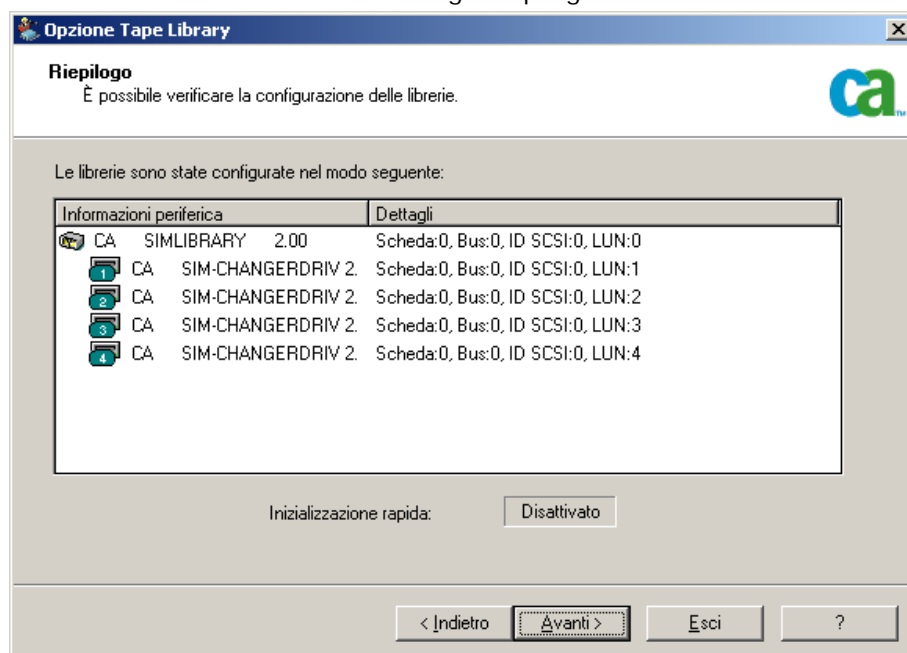 Opzione Tape Library
Riepilogo
È possibile verificare la configurazione delle librerie.
ca TM
Le librerie sono state configurate nel modo seguente:
Informazioni periferica Dettagli
CA SIMLIBRARY 2.00 Scheda:0, Bus:0, ID SCSI:0, LUN:0
1 CA SIM-CHANGERDRIV 2. Scheda:0, Bus:0, ID SCSI:0, LUN:1
2 CA SIM-CHANGERDRIV 2. Scheda:0, Bus:0, ID SCSI:0, LUN:2
3 CA SIM-CHANGERDRIV 2. Scheda:0, Bus:0, ID SCSI:0, LUN:3
4 CA SIM-CHANGERDRIV 2. Scheda:0, Bus:0, ID SCSI:0, LUN:4
Inizializzazione rapida: Disattivato
< Indietro Avanti > Esci ?